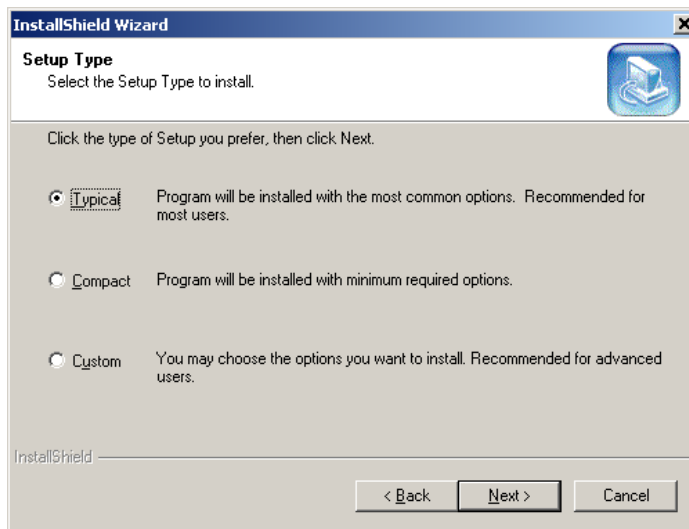 InstallShield Wizard
Setup Type
Select the Setup Type to install.
Click the type of Setup you prefer, then click Next.
Typical Program will be installed with the most common options.  Recommended for
most users.
Compact Program will be installed with minimum required options.
Custom You may choose the options you want to install. Recommended for advanced
users.
InstallShield
< Back Next > Cancel